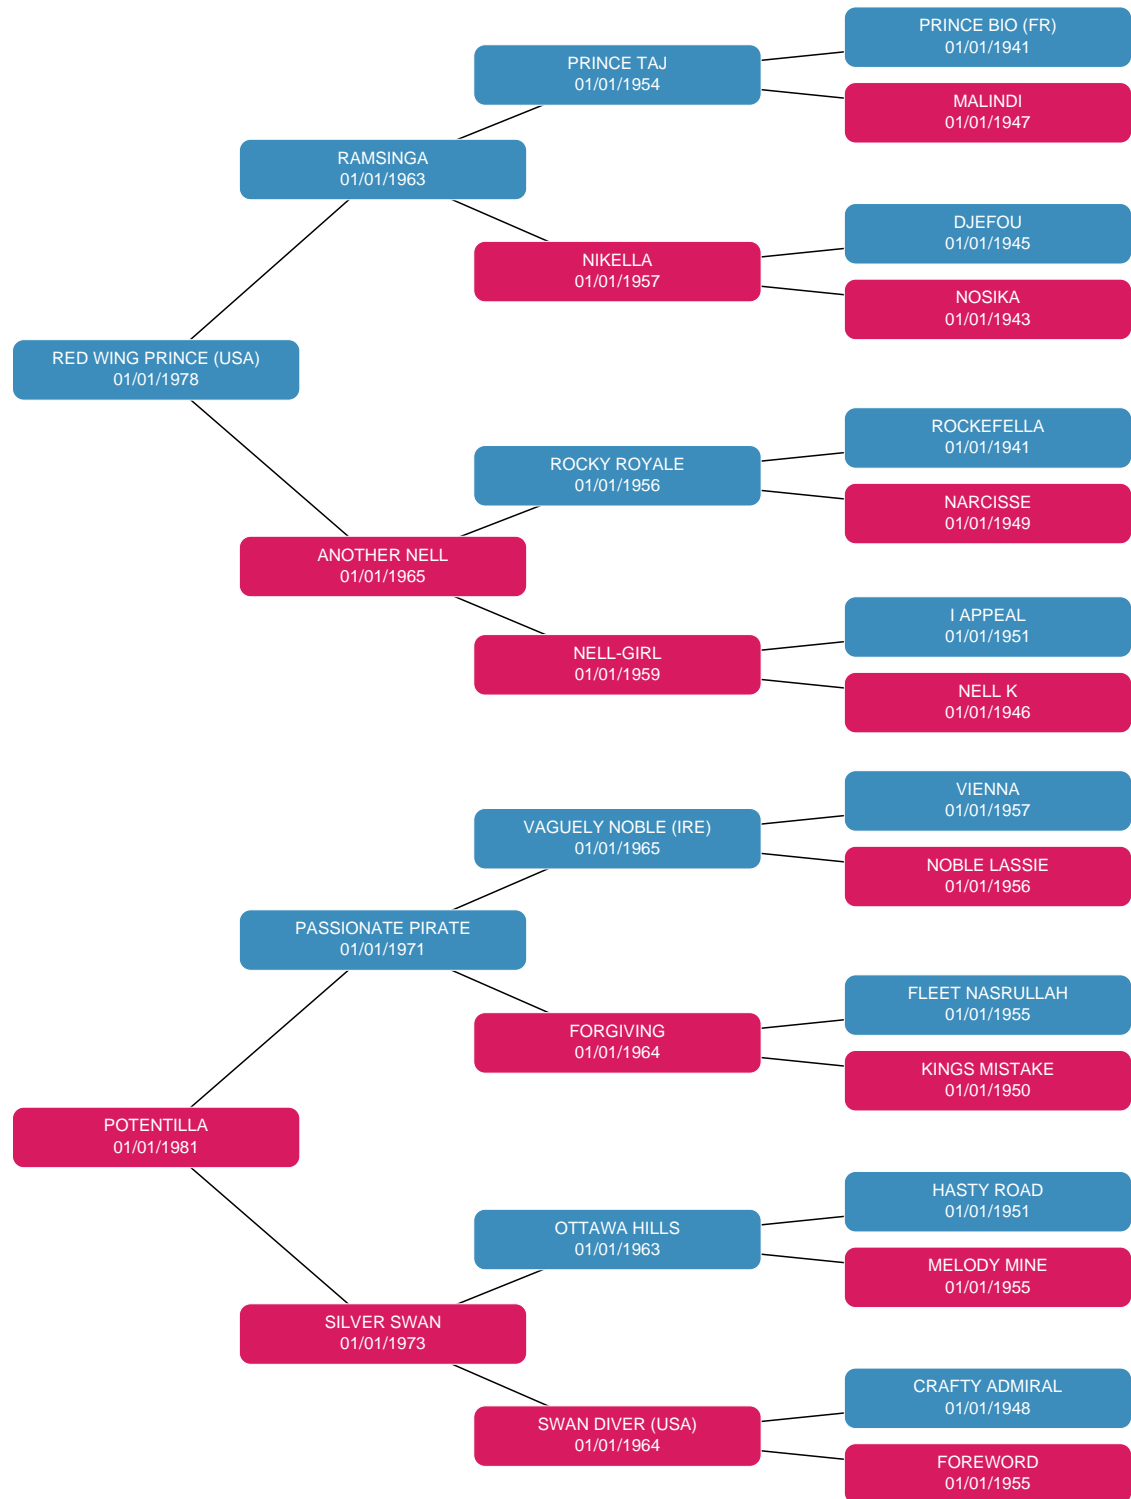 PRINCE BIO (FR)
01/01/1941
PRINCE TAJ
01/01/1954
MALINDI
01/01/1947
RAMSINGA
01/01/1963
DJEFOU
01/01/1945
NIKELLA
01/01/1957
NOSIKA
01/01/1943
RED WING PRINCE (USA)
01/01/1978
ROCKEFELLA
01/01/1941
ROCKY ROYALE
01/01/1956
NARCISSE
01/01/1949
ANOTHER NELL
01/01/1965
I APPEAL
01/01/1951
NELL-GIRL
01/01/1959
NELL K
01/01/1946
VIENNA
01/01/1957
VAGUELY NOBLE (IRE)
01/01/1965
NOBLE LASSIE
01/01/1956
PASSIONATE PIRATE
01/01/1971
FLEET NASRULLAH
01/01/1955
FORGIVING
01/01/1964
KINGS MISTAKE
01/01/1950
POTENTILLA
01/01/1981
HASTY ROAD
01/01/1951
OTTAWA HILLS
01/01/1963
MELODY MINE
01/01/1955
SILVER SWAN
01/01/1973
CRAFTY ADMIRAL
01/01/1948
SWAN DIVER (USA)
01/01/1964
FOREWORD
01/01/1955